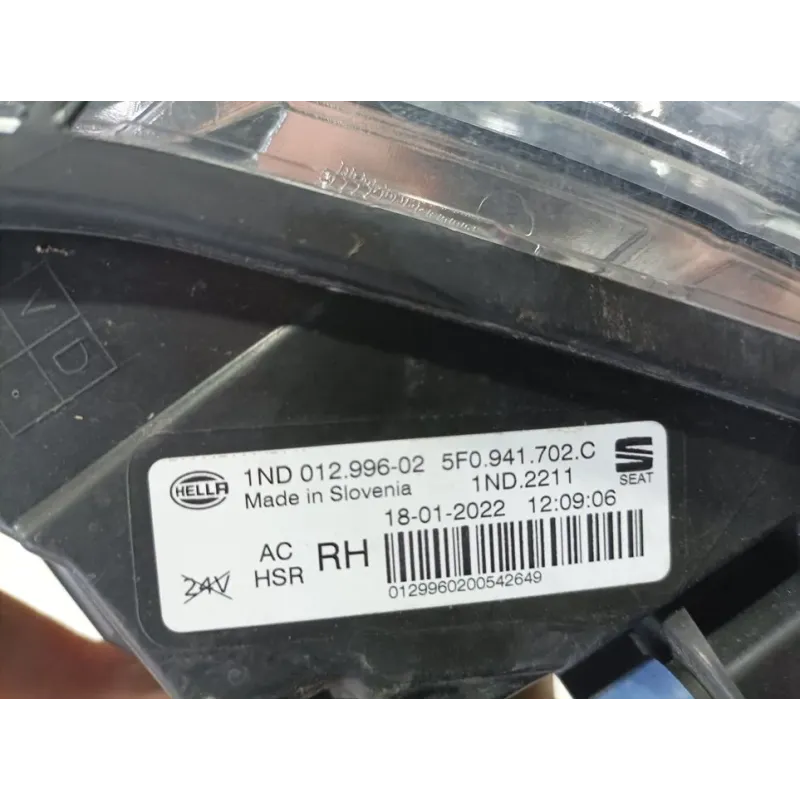 V
D
HELLA
1ND 012.996-02 5F0.941.702.C
Made in Slovenia 1ND.2211
SEAT
18-01-2022 12:09:06
AC
HSR
RH
24V
0129960200542649